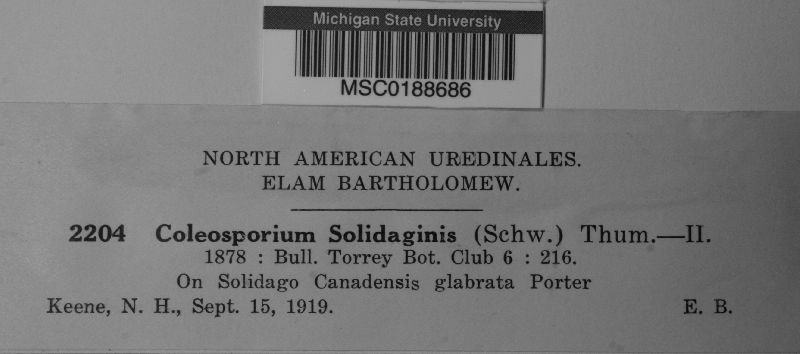 Michigan State University
MSC0188686
NORTH AMERICAN UREDINALES.
ELAM BARTHOLOMEW.
2204 Coleosporium Solidaginis (Schw.) Thum.—II.
1878 : Bull. Torrey Bot. Club 6 : 216.
On Solidago Canadensis glabrata Porter
Keene, N. H., Sept. 15, 1919. E. B.